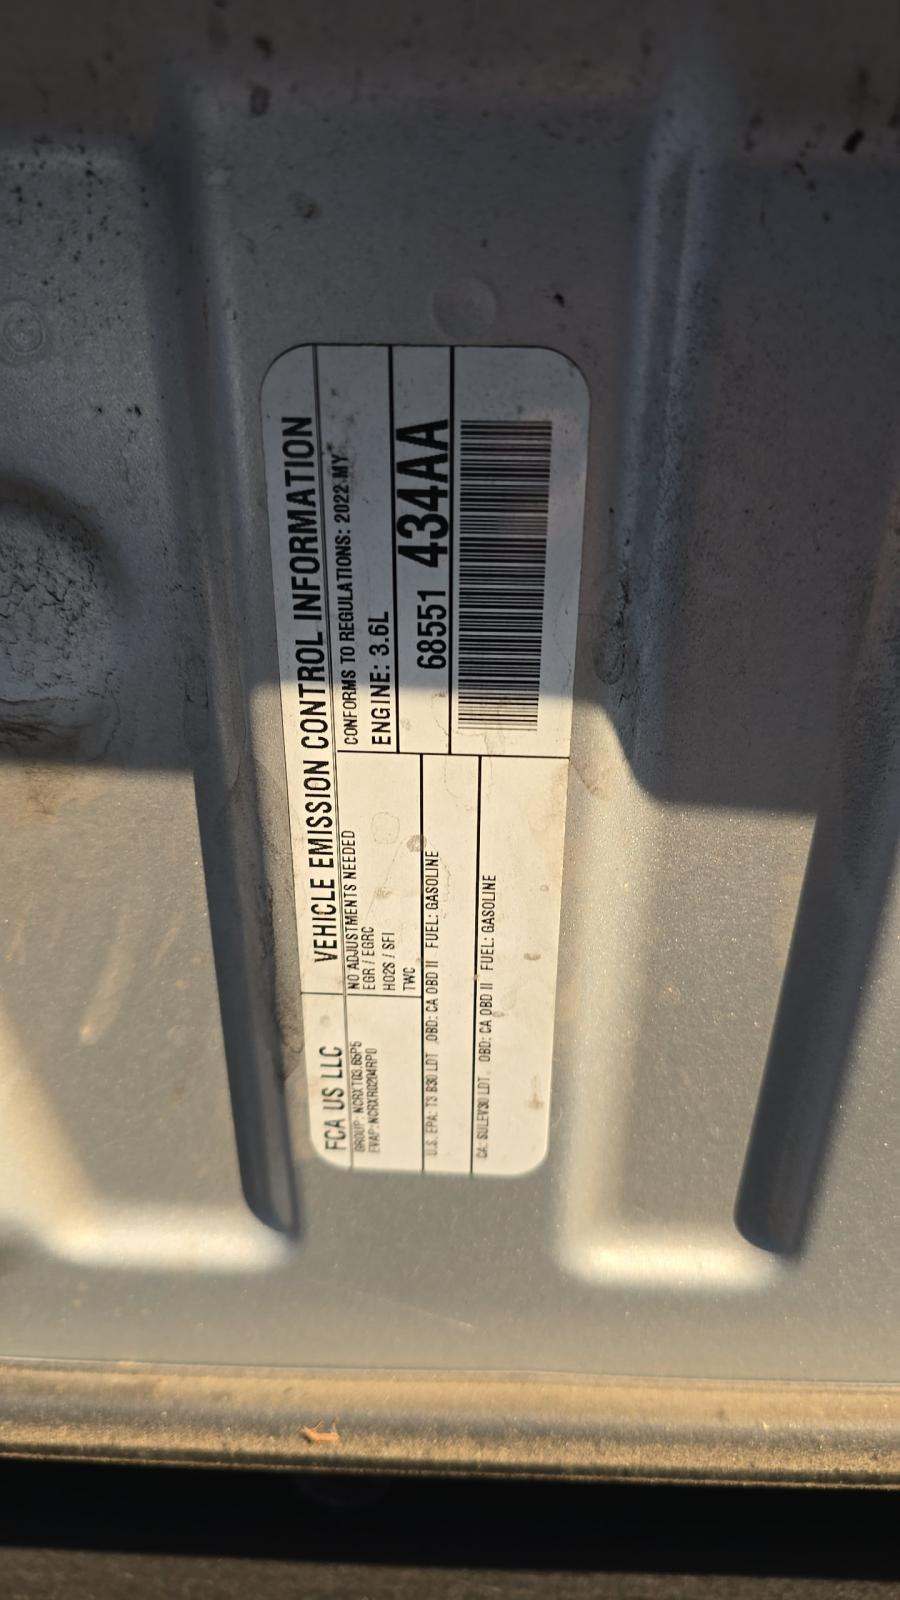 VEHICLE EMISSION CONTROL INFORMATION
FCA US LLC
GROUP: NCRXT03.65P5
EVAP: NCRXR0204RP0
NO ADJUSTMENTS NEEDED
EGR / EGRC
HO2S / SFI
TWC
CONFORMS TO REGULATIONS: 2022 MY
ENGINE: 3.6L
68551 434AA
U.S. EPA: T3 B30 LDT OBD: CA OBD II FUEL: GASOLINE
CA: SULEV30 LDT OBD: CA OBD II FUEL: GASOLINE